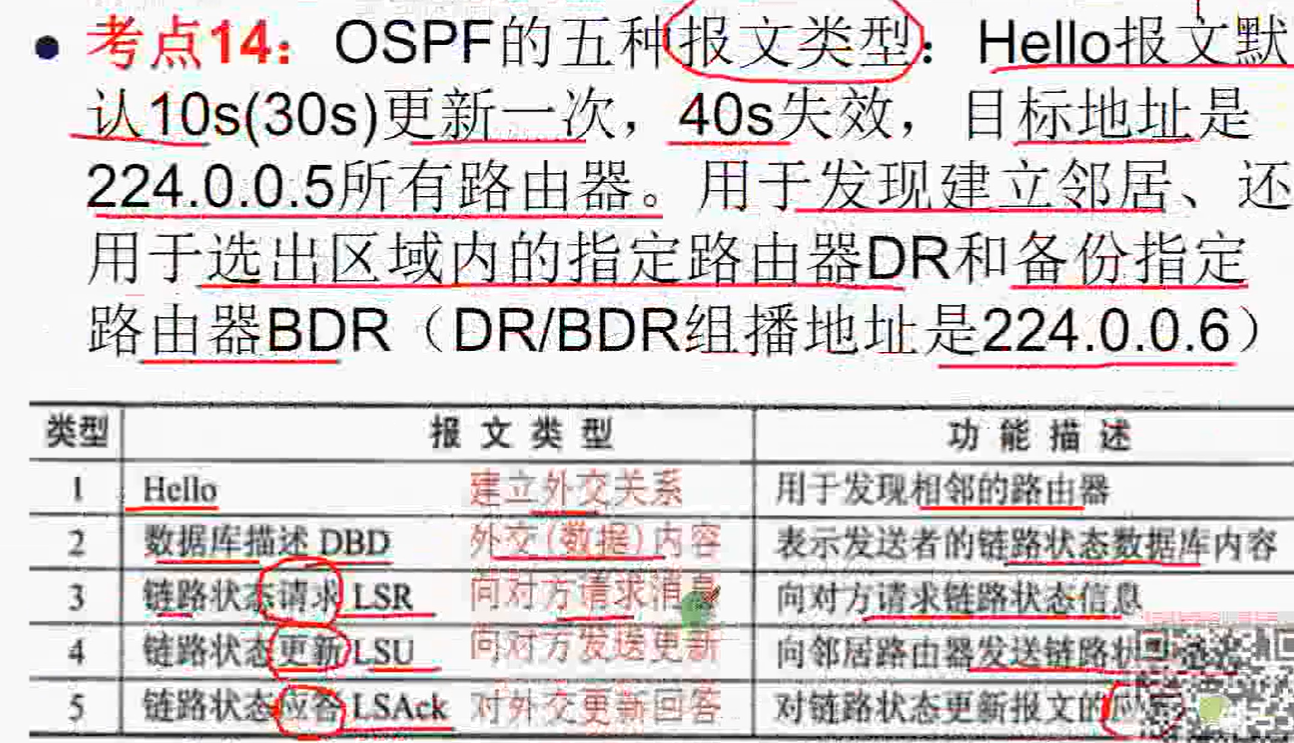 • 考点14：OSPF的五种报文类型：Hello报文默
认10s(30s)更新一次，40s失效，目标地址是
224.0.0.5所有路由器。用于发现建立邻居、还
用于选出区域内的指定路由器DR和备份指定
路由器BDR（DR/BDR组播地址是224.0.0.6）
类型 报文类型 功能描述
1 Hello 建立外交关系 用于发现相邻的路由器
2 数据库描述 DBD 外交(数据)内容 表示发送者的链路状态数据库内容
3 链路状态请求 LSR 向对方请求消息 向对方请求链路状态信息
4 链路状态更新 LSU 向对方发送更新 向邻居路由器发送链路状
5 链路状态应答 LSAck 对外交更新回答 对链路状态更新报文的应